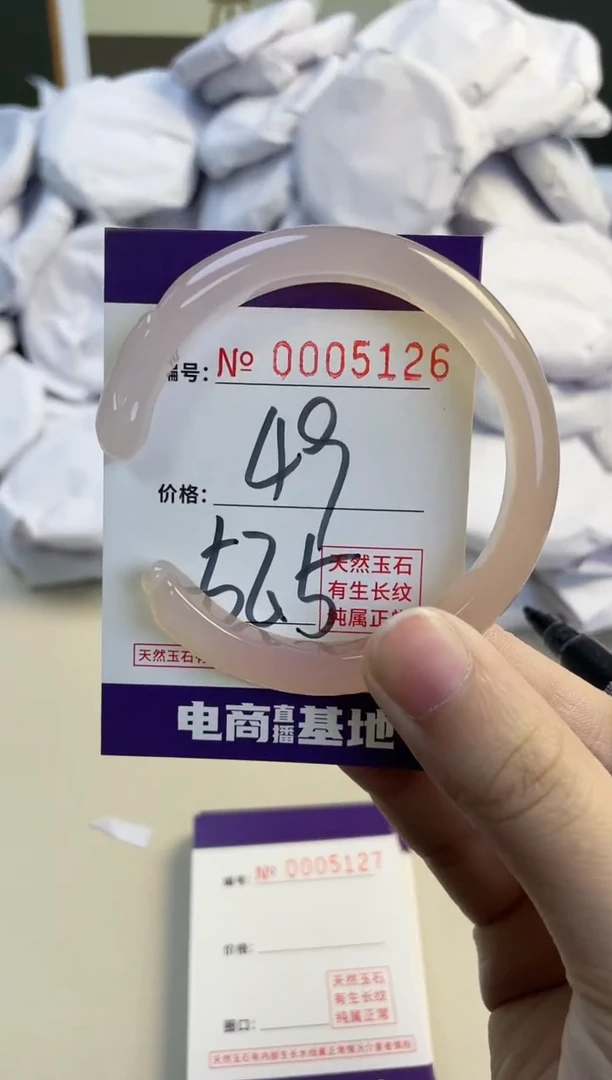 编号: № 0005126
价格: 49
52.5
天然玉石
有生长纹
纯属正常
天然玉石有
电商直播基地
编号: № 0005127
价格:
圈口:
天然玉石
有生长纹
纯属正常